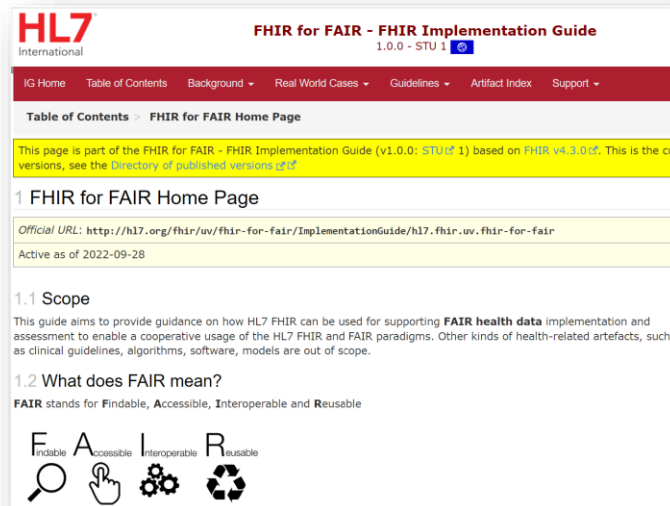 HL7®
International
FHIR for FAIR - FHIR Implementation Guide
1.0.0 - STU 1
IG Home Table of Contents Background Real World Cases Guidelines Artifact Index Support
Table of Contents > FHIR for FAIR Home Page
This page is part of the FHIR for FAIR - FHIR Implementation Guide (v1.0.0: STU 1) based on FHIR v4.3.0. This is the
versions, see the Directory of published versions
1 FHIR for FAIR Home Page
Official URL: http://hl7.org/fhir/uv/fhir-for-fair/ImplementationGuide/hl7.fhir.uv.fhir-for-fair
Active as of 2022-09-28
1.1 Scope
This guide aims to provide guidance on how HL7 FHIR can be used for supporting FAIR health data implementation and
assessment to enable a cooperative usage of the HL7 FHIR and FAIR paradigms. Other kinds of health-related artefacts, such
as clinical guidelines, algorithms, software, models are out of scope.
1.2 What does FAIR mean?
FAIR stands for Findable, Accessible, Interoperable and Reusable
Findable Accessible Interoperable Reusable